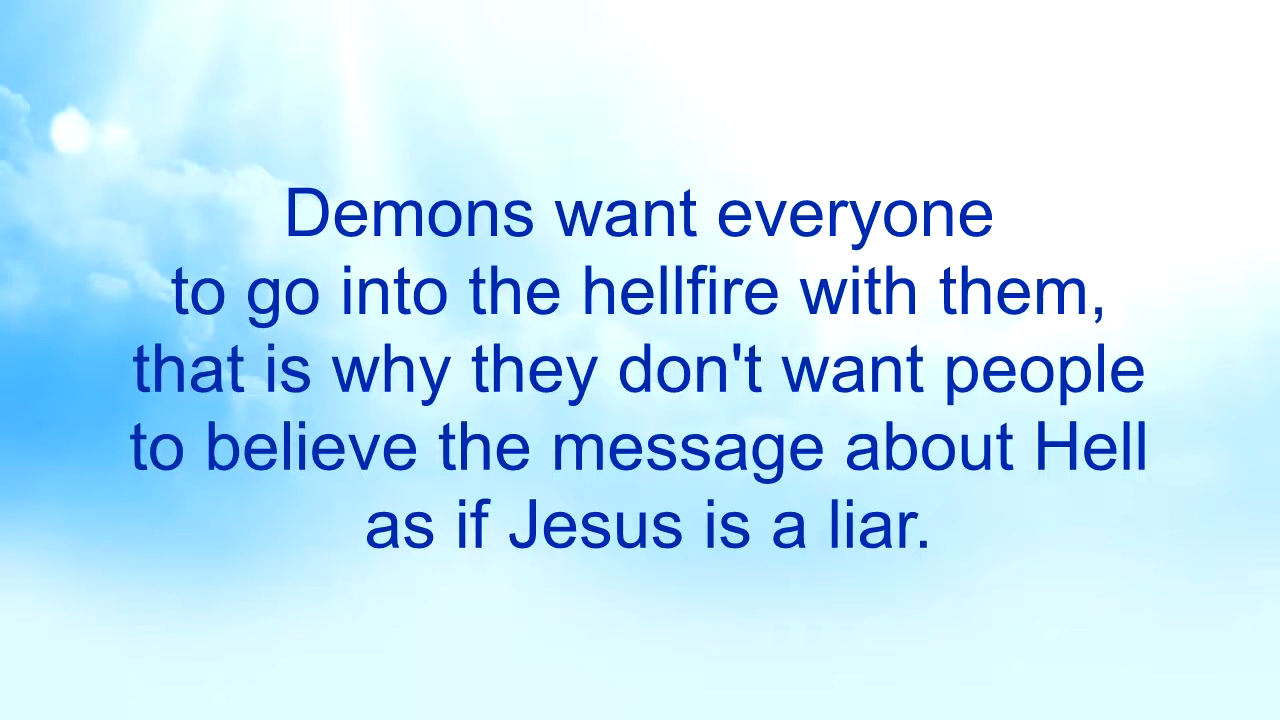 Demons want everyone
to go into the hellfire with them,
that is why they don't want people
to believe the message about Hell
as if Jesus is a liar.